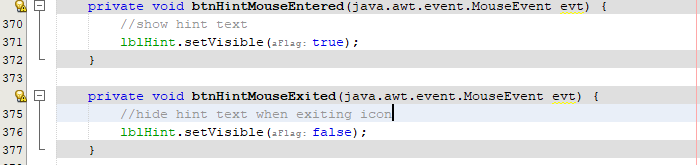 private void btnHintMouseEntered(java.awt.event.MouseEvent evt) {
370 //show hint text
371 lblHint.setVisible(aFlag: true);
372 }
373
private void btnHintMouseExited(java.awt.event.MouseEvent evt) {
375 //hide hint text when exiting icon
376 lblHint.setVisible(aFlag: false);
377 }